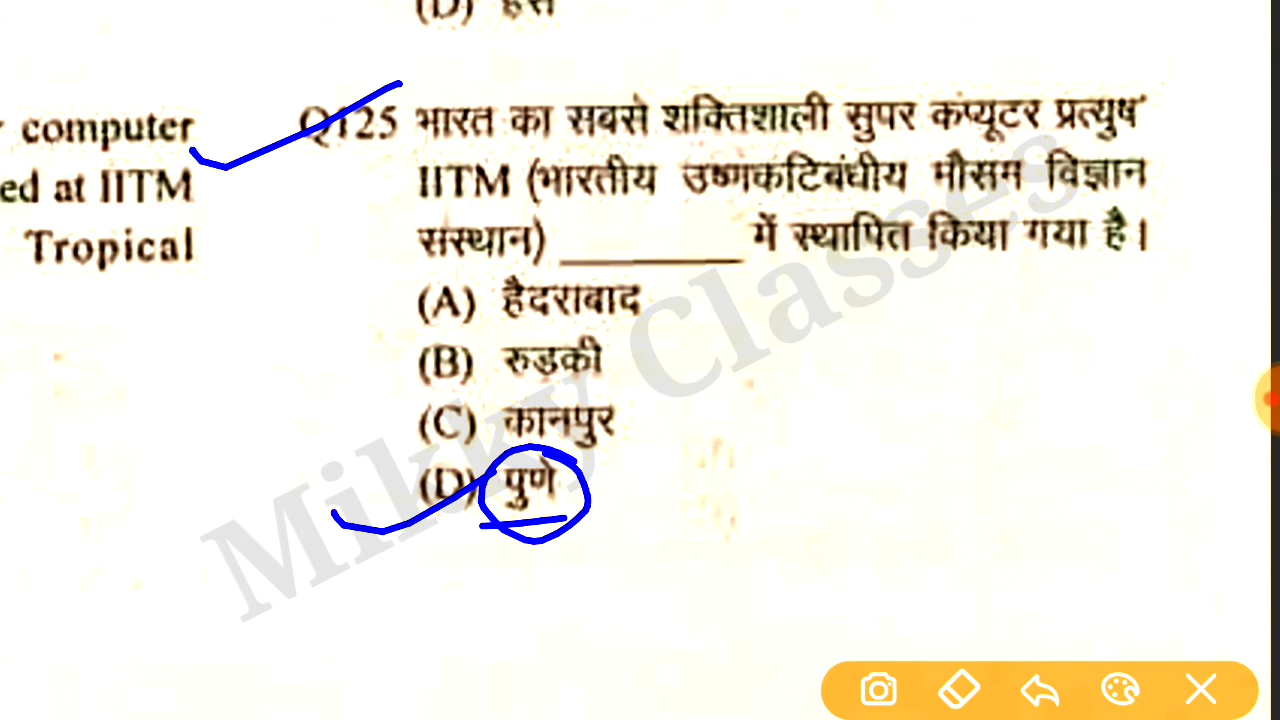 (D) हंस
computer
ed at IITM
Tropical
Q125 भारत का सबसे शक्तिशाली सुपर कंप्यूटर प्रत्युष'
IITM (भारतीय उष्णकटिबंधीय मौसम विज्ञान
संस्थान) __________ में स्थापित किया गया है।
(A) हैदराबाद
(B) रुड़की
(C) कानपुर
(D) पुणे
Mikky Classes